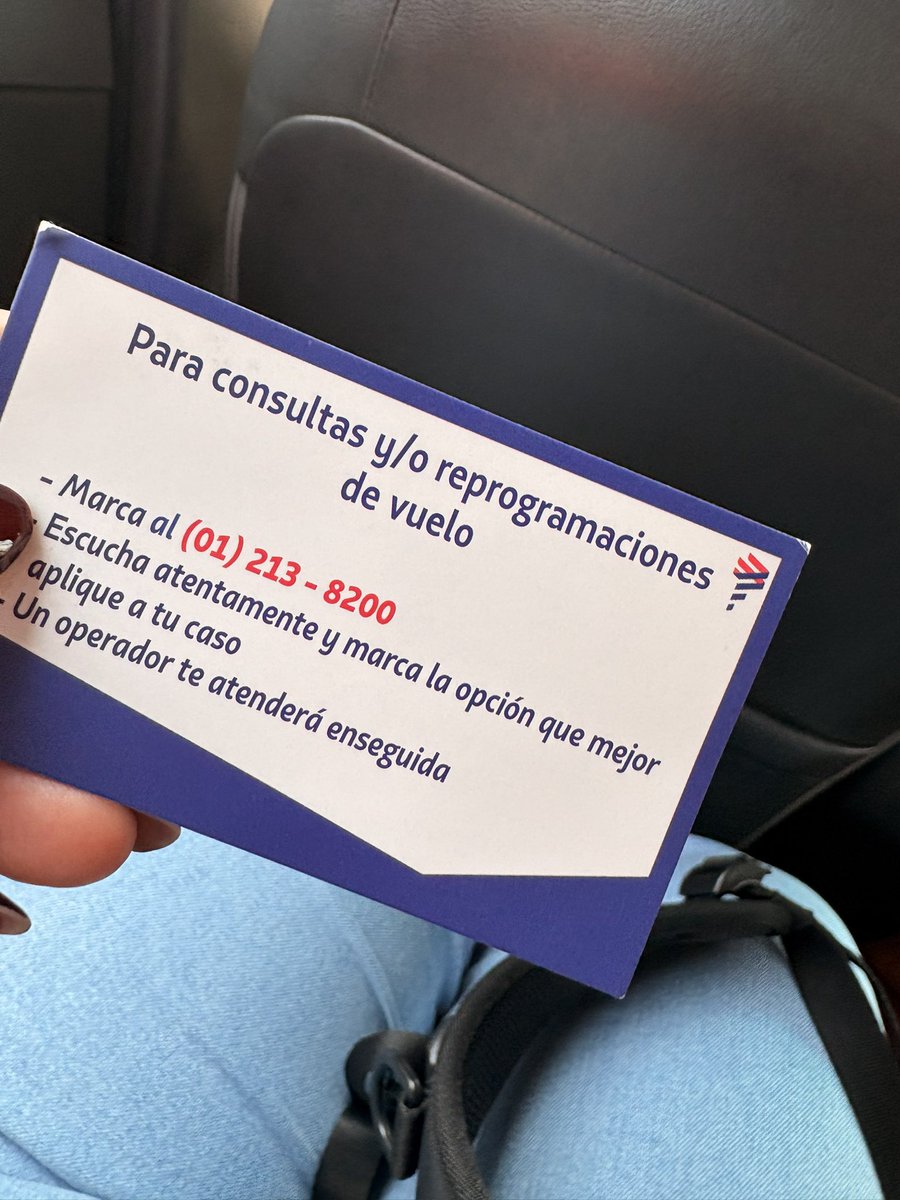 Para consultas y/o reprogramaciones
de vuelo
- Marca al (01) 213 - 8200
- Escucha atentamente y marca la opción que mejor
aplique a tu caso
- Un operador te atenderá enseguida